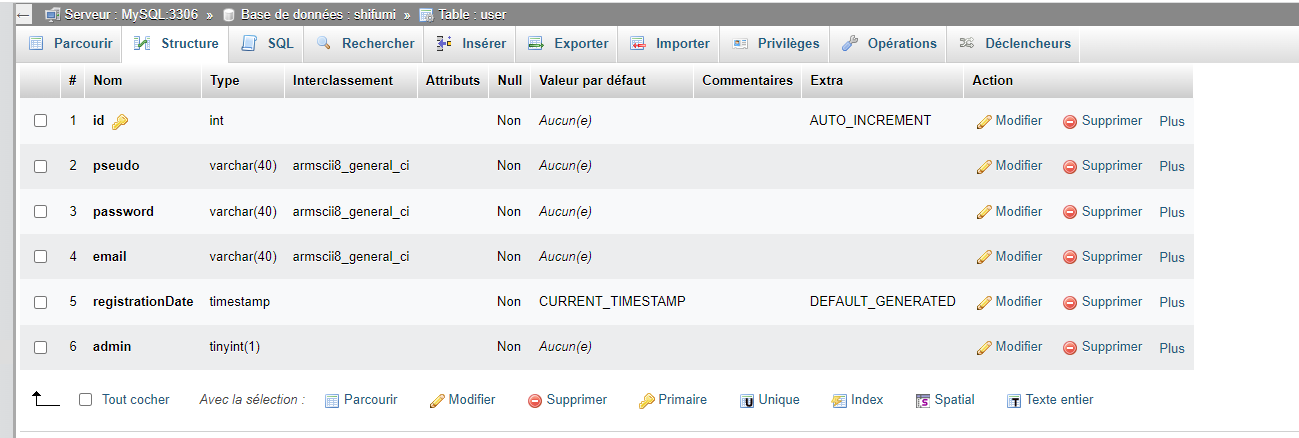 Serveur : MySQL:3306 » Base de données : shifumi » Table : user
Parcourir Structure SQL Rechercher Insérer Exporter Importer Privilèges Opérations Déclencheurs
# Nom Type Interclassement Attributs Null Valeur par défaut Commentaires Extra Action
1 id int Non Aucun(e) AUTO_INCREMENT Modifier Supprimer Plus
2 pseudo varchar(40) armscii8_general_ci Non Aucun(e) Modifier Supprimer Plus
3 password varchar(40) armscii8_general_ci Non Aucun(e) Modifier Supprimer Plus
4 email varchar(40) armscii8_general_ci Non Aucun(e) Modifier Supprimer Plus
5 registrationDate timestamp Non CURRENT_TIMESTAMP DEFAULT_GENERATED Modifier Supprimer Plus
6 admin tinyint(1) Non Aucun(e) Modifier Supprimer Plus
Tout cocher Avec la sélection : Parcourir Modifier Supprimer Primaire Unique Index Spatial Texte entier